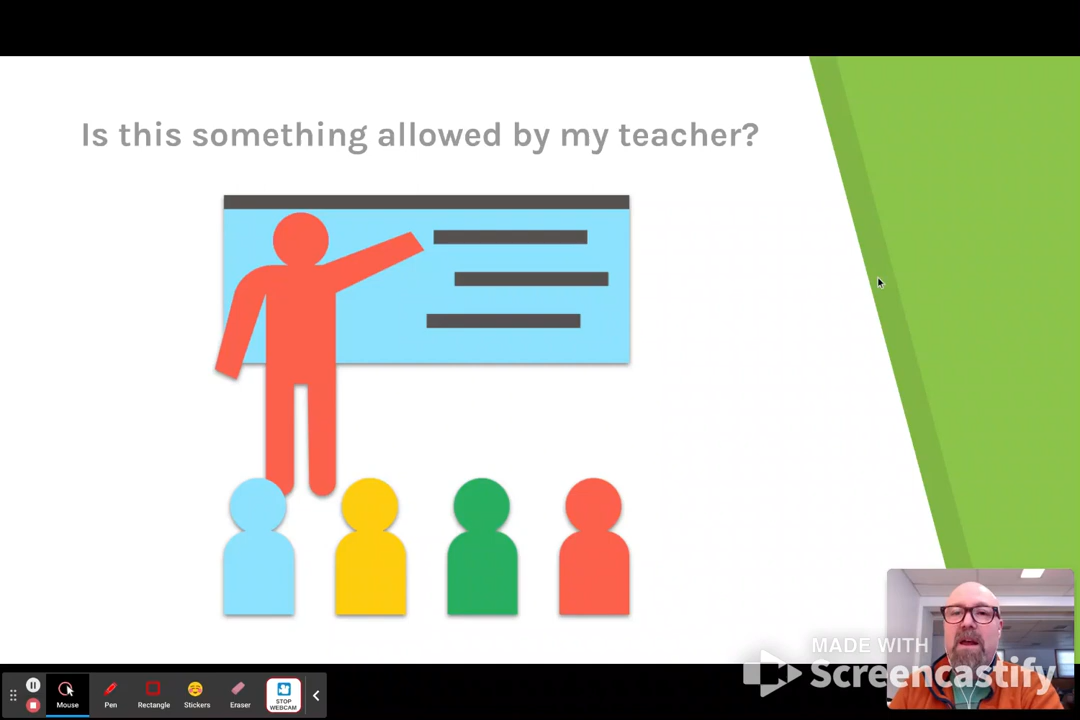 Is this something allowed by my teacher?
MADE WITH
Screencastify
Mouse
Pen
Rectangle
Stickers
Eraser
STOP
WEBCAM